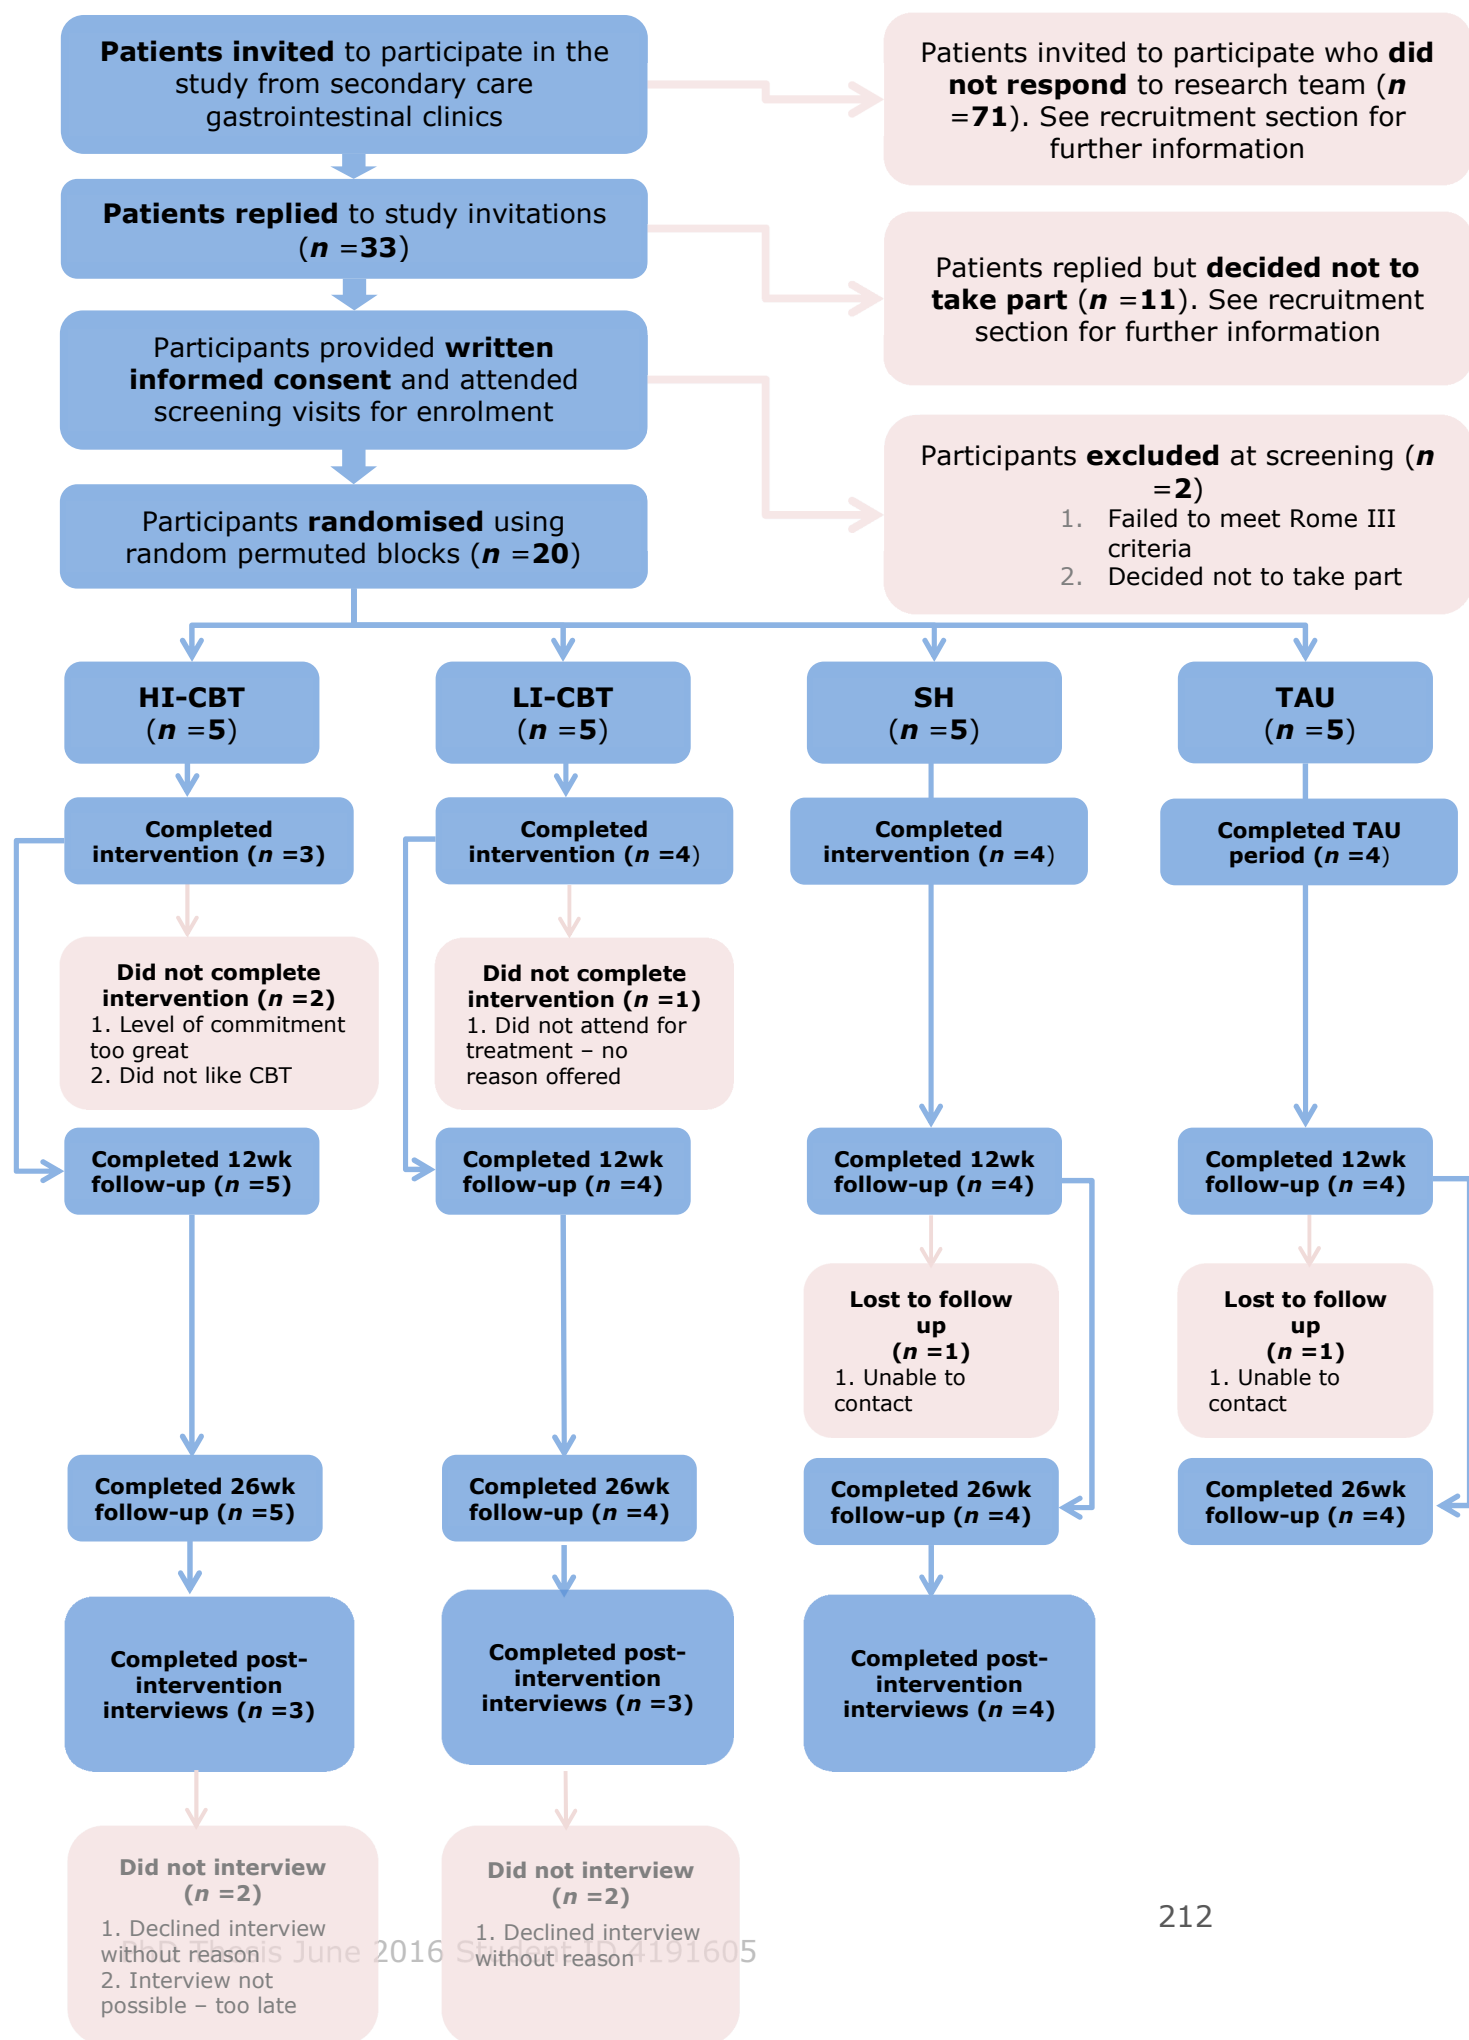 Patients invited to participate in the
study from secondary care
gastrointestinal clinics
Patients invited to participate who did
not respond to research team (n
=71). See recruitment section for
further information
Patients replied to study invitations
(n =33)
Patients replied but decided not to
take part (n =11). See recruitment
section for further information
Participants provided written
informed consent and attended
screening visits for enrolment
Participants excluded at screening (n
=2)
1. Failed to meet Rome III
criteria
2. Decided not to take part
Participants randomised using
random permuted blocks (n =20)
HI-CBT
(n =5)
LI-CBT
(n =5)
SH
(n =5)
TAU
(n =5)
Completed
intervention (n =3)
Completed
intervention (n =4)
Completed
intervention (n =4)
Completed TAU
period (n =4)
Did not complete
intervention (n =2)
1. Level of commitment
too great
2. Did not like CBT
Did not complete
intervention (n =1)
1. Did not attend for
treatment – no
reason offered
Completed 12wk
follow-up (n =5)
Completed 12wk
follow-up (n =4)
Completed 12wk
follow-up (n =4)
Completed 12wk
follow-up (n =4)
Lost to follow
up
(n =1)
1. Unable to
contact
Lost to follow
up
(n =1)
1. Unable to
contact
Completed 26wk
follow-up (n =5)
Completed 26wk
follow-up (n =4)
Completed 26wk
follow-up (n =4)
Completed 26wk
follow-up (n =4)
Completed post-
intervention
interviews (n =3)
Completed post-
intervention
interviews (n =3)
Completed post-
intervention
interviews (n =4)
Did not interview
(n =2)
1. Declined interview
without reason
2. Interview not
possible – too late
Did not interview
(n =2)
1. Declined interview
without reason
212
PhD Thesis June 2016 Student ID 4191605